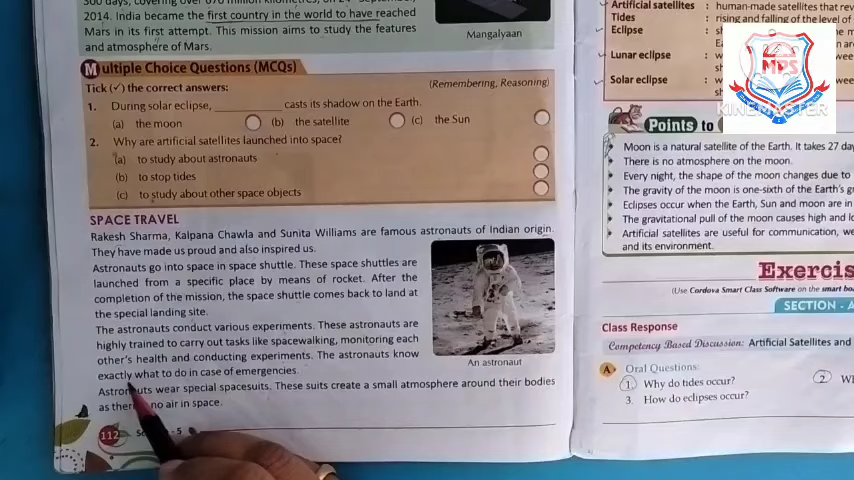 300 days, covering over 670 million kilometres, on 24 September,
2014. India became the first country in the world to have reached
Mars in its first attempt. This mission aims to study the features
and atmosphere of Mars.
Mangalyaan
Multiple Choice Questions (MCQs)
Tick (✓) the correct answers:
(Remembering, Reasoning)
1. During solar eclipse, __________ casts its shadow on the Earth.
(a) the moon (b) the satellite (c) the Sun
2. Why are artificial satellites launched into space?
(a) to study about astronauts
(b) to stop tides
(c) to study about other space objects
SPACE TRAVEL
Rakesh Sharma, Kalpana Chawla and Sunita Williams are famous astronauts of Indian origin.
They have made us proud and also inspired us.
Astronauts go into space in space shuttle. These space shuttles are
launched from a specific place by means of rocket. After the
completion of the mission, the space shuttle comes back to land at
the special landing site.
The astronauts conduct various experiments. These astronauts are
highly trained to carry out tasks like spacewalking, monitoring each
other's health and conducting experiments. The astronauts know
exactly what to do in case of emergencies.
An astronaut
Astronauts wear special spacesuits. These suits create a small atmosphere around their bodies
as there no air in space.
112 - 5
Artificial satellites : human-made satellites that rev
Tides : rising and falling of the level of
Eclipse : s
Lunar eclipse : w
s
Solar eclipse : w
sh
MPS
KINEMASTER
Points to
Moon is a natural satellite of the Earth. It takes 27 day
There is no atmosphere on the moon.
Every night, the shape of the moon changes due to
The gravity of the moon is one-sixth of the Earth's g
Eclipses occur when the Earth, Sun and moon are in
The gravitational pull of the moon causes high and lo
Artificial satellites are useful for communication, we
and its environment.
Exercis
(Use Cordova Smart Class Software on the smart bo
SECTION - A
Class Response
Competency Based Discussion: Artificial Satellites and
A Oral Questions:
1. Why do tides occur? 2. W
3. How do eclipses occur?